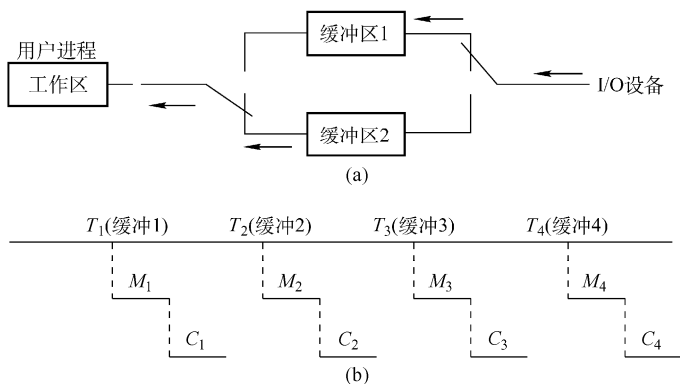 用户进程
工作区
缓冲区1
缓冲区2
I/O设备
(a)
T₁(缓冲1) T₂(缓冲2) T₃(缓冲3) T₄(缓冲4)
M₁ M₂ M₃ M₄
C₁ C₂ C₃ C₄
(b)